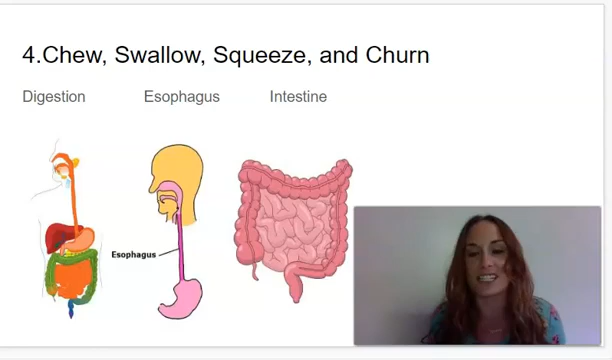 4.Chew, Swallow, Squeeze, and Churn
Digestion Esophagus Intestine
Esophagus